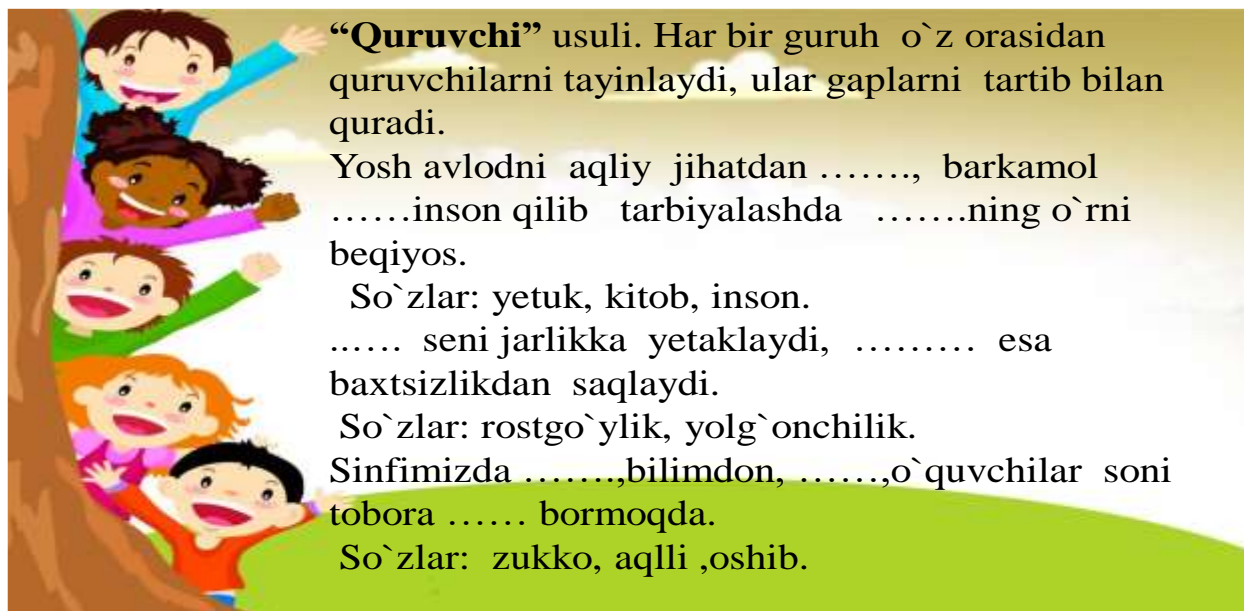 “Quruvchi” usuli. Har bir guruh o`z orasidan
quruvchilarni tayinlaydi, ular gaplarni tartib bilan
quradi.
Yosh avlodni aqliy jihatdan ……., barkamol
……inson qilib tarbiyalashda …….ning o`rni
beqiyos.
So`zlar: yetuk, kitob, inson.
..…. seni jarlikka yetaklaydi, ……… esa
baxtsizlikdan saqlaydi.
So`zlar: rostgo`ylik, yolg`onchilik.
Sinfimizda …….,bilimdon, ……,o`quvchilar soni
tobora …… bormoqda.
So`zlar: zukko, aqlli ,oshib.